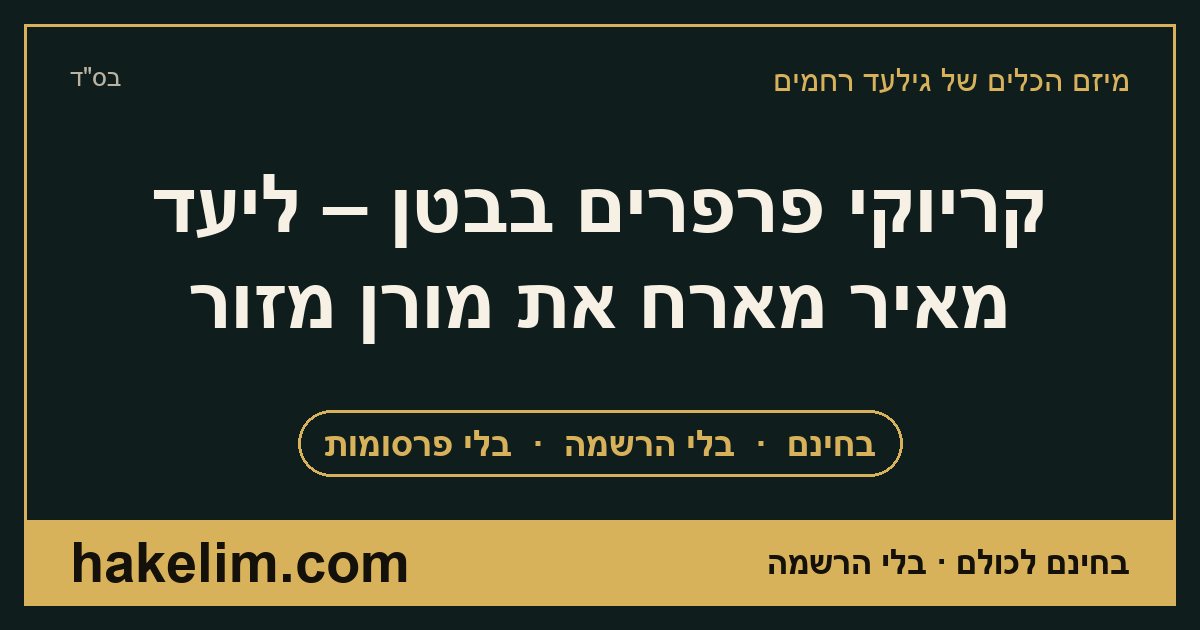 מיזם הכלים של גילעד רחמים
בס"ד
קריוקי פרפרים בבטן – ליעד
מאיר מארח את מורן מזור
בחינם · בלי הרשמה · בלי פרסומות
בחינם לכולם · בלי הרשמה
hakelim.com